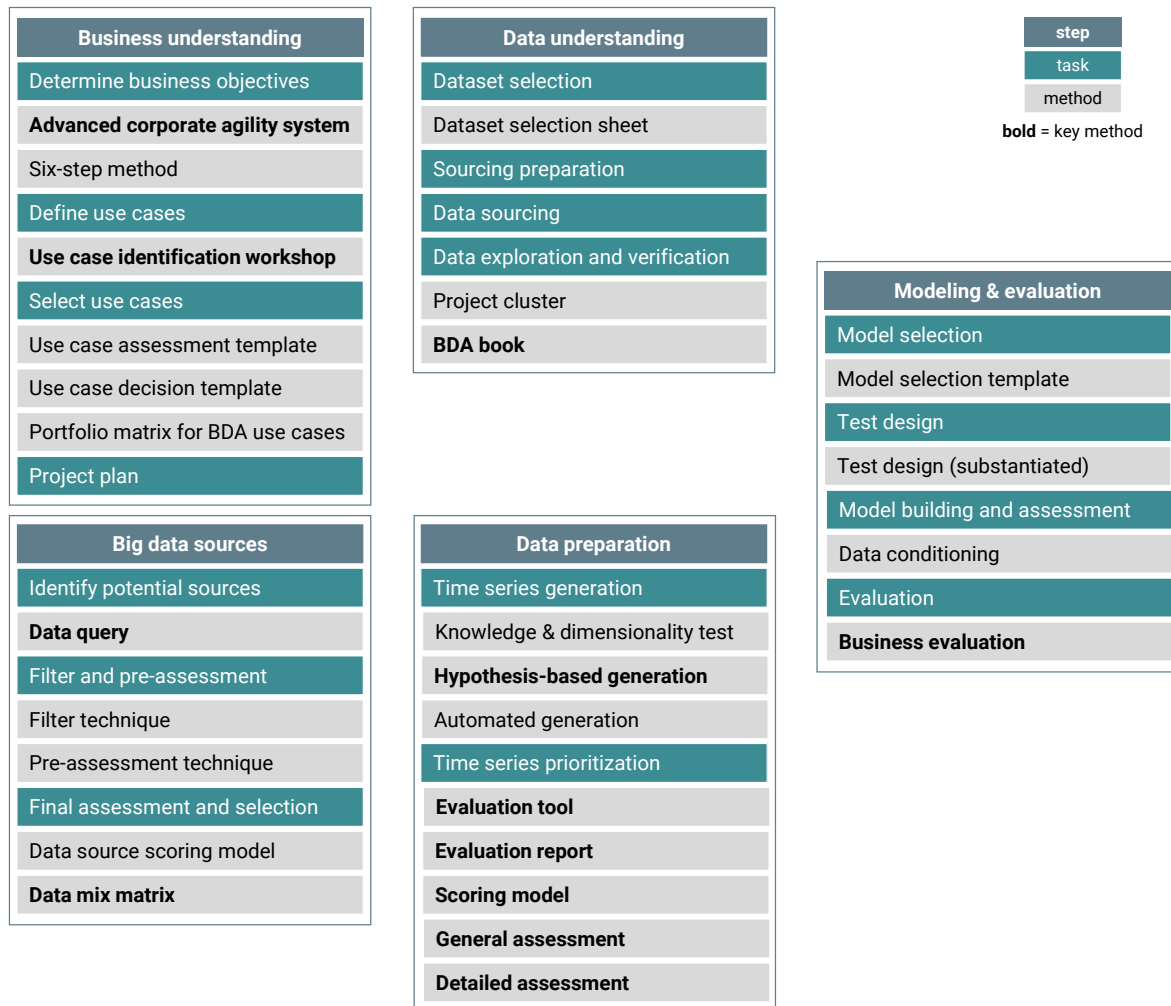 Business understanding
Determine business objectives
Advanced corporate agility system
Six-step method
Define use cases
Use case identification workshop
Select use cases
Use case assessment template
Use case decision template
Portfolio matrix for BDA use cases
Project plan
Data understanding
Dataset selection
Dataset selection sheet
Sourcing preparation
Data sourcing
Data exploration and verification
Project cluster
BDA book
step
task
method
bold = key method
Big data sources
Identify potential sources
Data query
Filter and pre-assessment
Filter technique
Pre-assessment technique
Final assessment and selection
Data source scoring model
Data mix matrix
Data preparation
Time series generation
Knowledge & dimensionality test
Hypothesis-based generation
Automated generation
Time series prioritization
Evaluation tool
Evaluation report
Scoring model
General assessment
Detailed assessment
Modeling & evaluation
Model selection
Model selection template
Test design
Test design (substantiated)
Model building and assessment
Data conditioning
Evaluation
Business evaluation